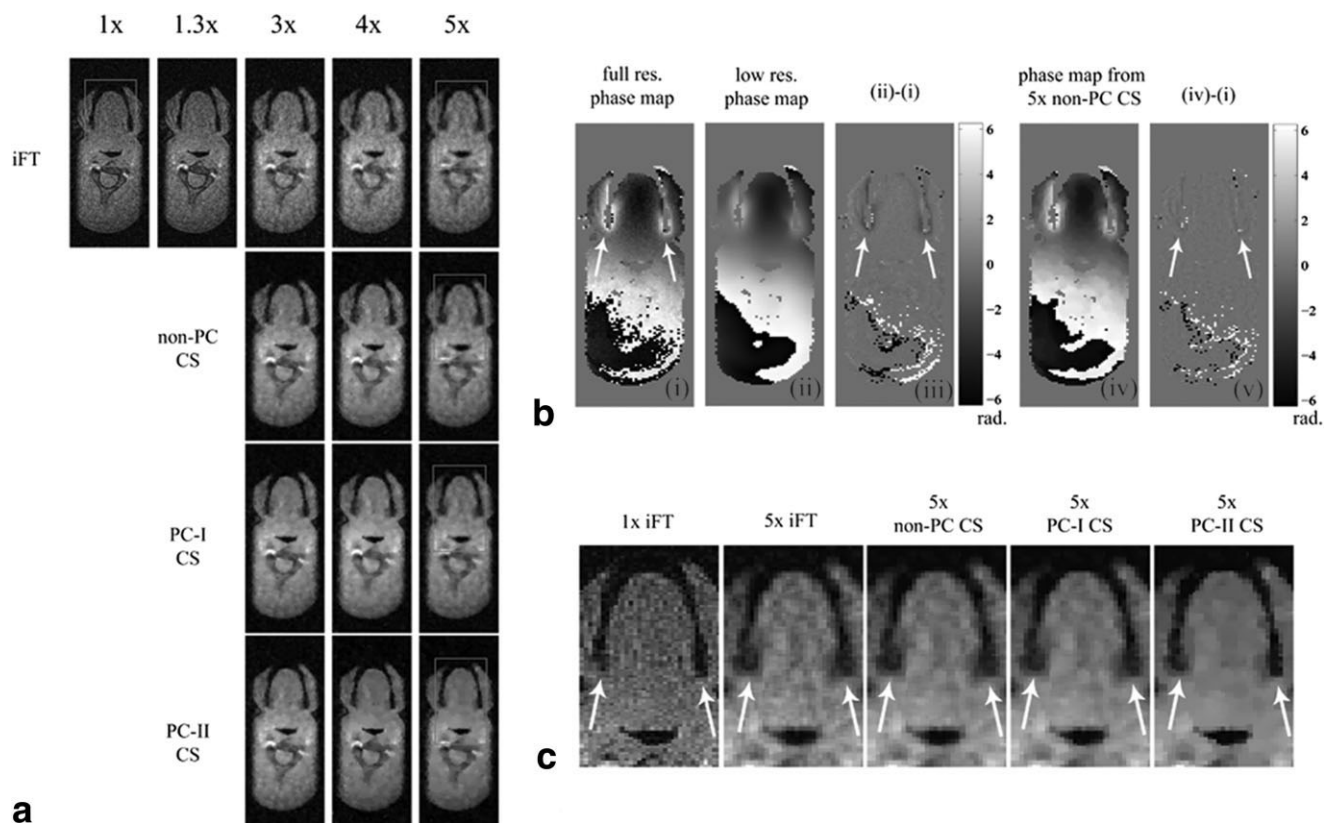 1x 1.3x 3x 4x 5x
iFT
non-PC
CS
PC-I
CS
PC-II
CS
a
full res.
phase map
low res.
phase map
(ii)-(i)
phase map from
5x non-PC CS
(iv)-(i)
(i)
(ii)
(iii)
(iv)
(v)
6
4
2
0
−2
−4
−6
rad.
6
4
2
0
−2
−4
−6
rad.
b
1x iFT
5x iFT
5x
non-PC CS
5x
PC-I CS
5x
PC-II CS
c